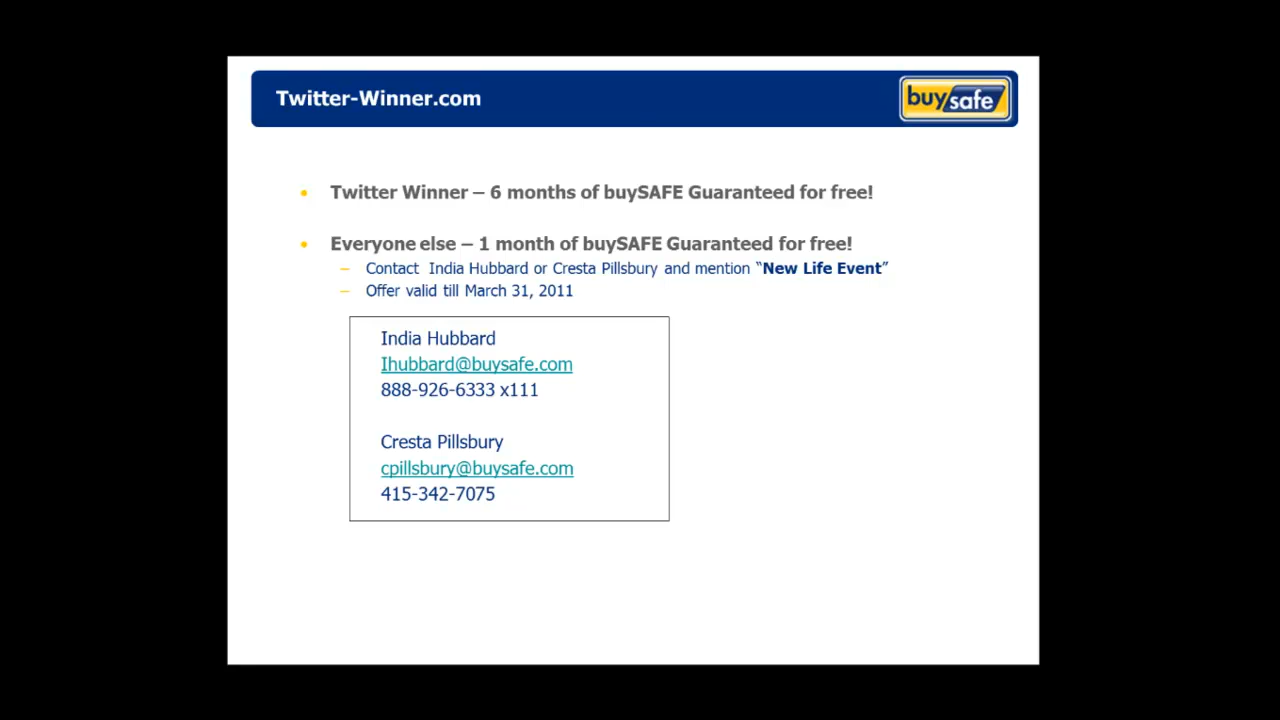 Twitter-Winner.com
buy safe
• Twitter Winner – 6 months of buySAFE Guaranteed for free!
• Everyone else – 1 month of buySAFE Guaranteed for free!
– Contact India Hubbard or Cresta Pillsbury and mention “New Life Event”
– Offer valid till March 31, 2011
India Hubbard
Ihubbard@buysafe.com
888-926-6333 x111
Cresta Pillsbury
cpillsbury@buysafe.com
415-342-7075